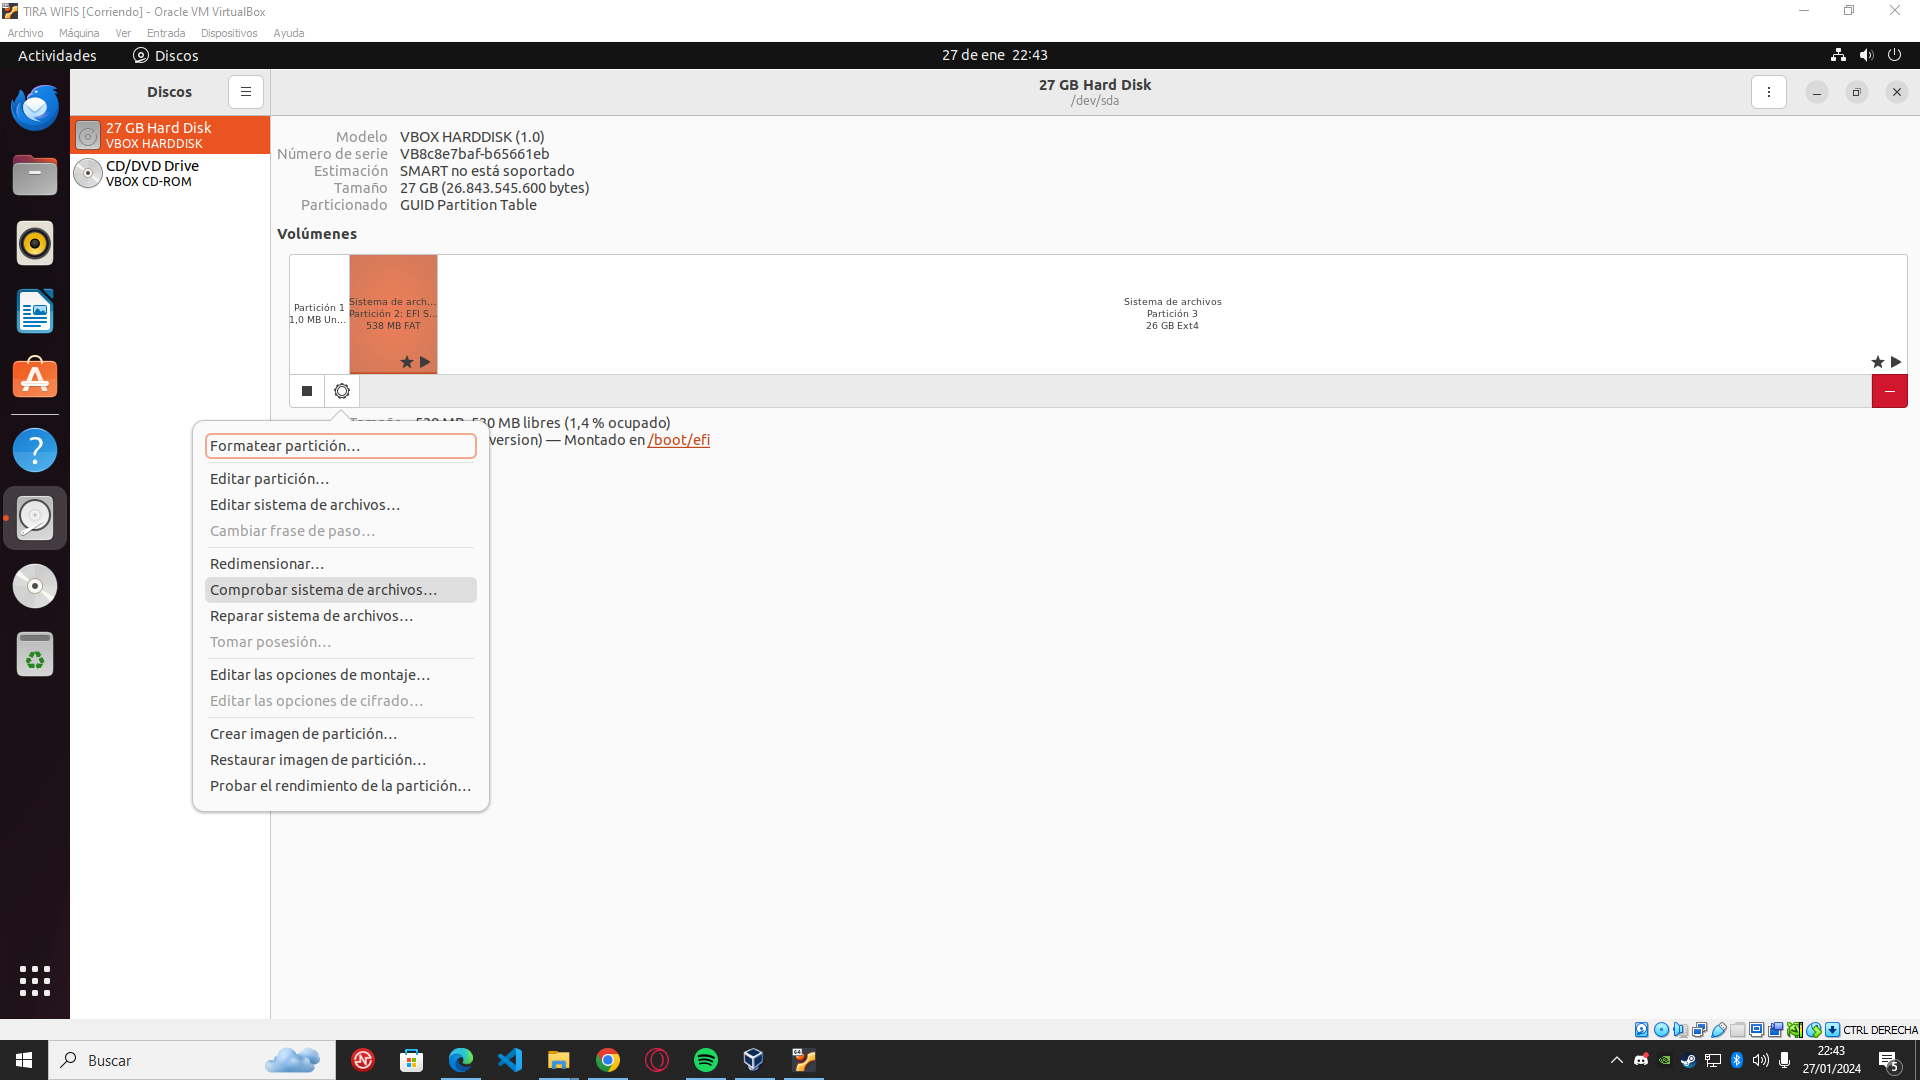 TIRA WIFIS [Corriendo] - Oracle VM VirtualBox
Archivo Máquina Ver Entrada Dispositivos Ayuda
Actividades Discos 27 de ene 22:43
Discos
27 GB Hard Disk
/dev/sda
27 GB Hard Disk
VBOX HARDDISK
CD/DVD Drive
VBOX CD-ROM
Modelo VBOX HARDDISK (1.0)
Número de serie VB8c8e7baf-b65661eb
Estimación SMART no está soportado
Tamaño 27 GB (26.843.545.600 bytes)
Particionado GUID Partition Table
Volúmenes
Partición 1
1,0 MB Un...
Sistema de arch...
Partición 2: EFI S...
538 MB FAT
Sistema de archivos
Partición 3
26 GB Ext4
MB libres (1,4 % ocupado)
version) — Montado en /boot/efi
Formatear partición...
Editar partición...
Editar sistema de archivos...
Cambiar frase de paso...
Redimensionar...
Comprobar sistema de archivos...
Reparar sistema de archivos...
Tomar posesión...
Editar las opciones de montaje...
Editar las opciones de cifrado...
Crear imagen de partición...
Restaurar imagen de partición...
Probar el rendimiento de la partición...
CTRL DERECHA
Buscar
22:43
27/01/2024
5